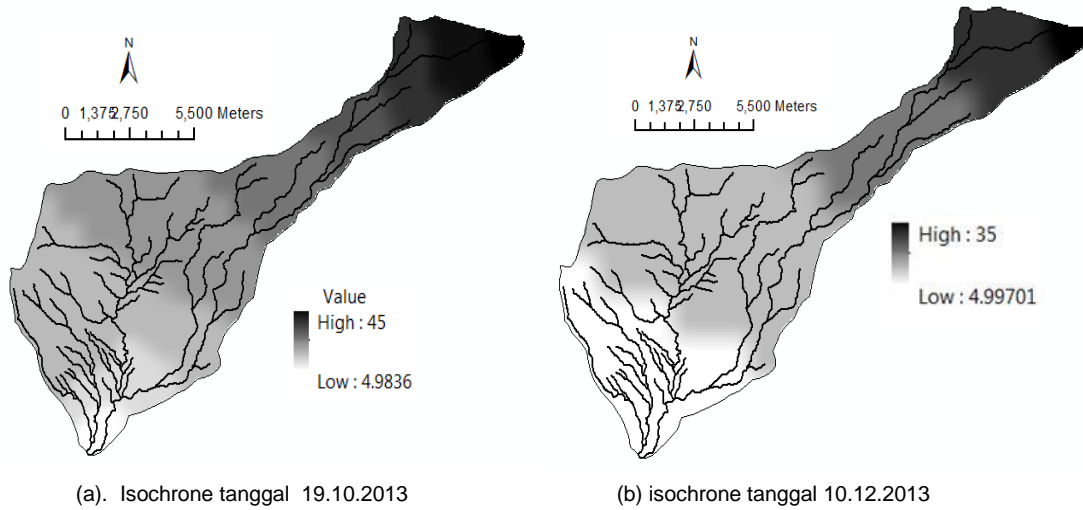 N
0 1,375 2,750 5,500 Meters
Value
High : 45
Low : 4.9836
(a). Isochrone tanggal 19.10.2013
N
0 1,375 2,750 5,500 Meters
High : 35
Low : 4.99701
(b) isochrone tanggal 10.12.2013